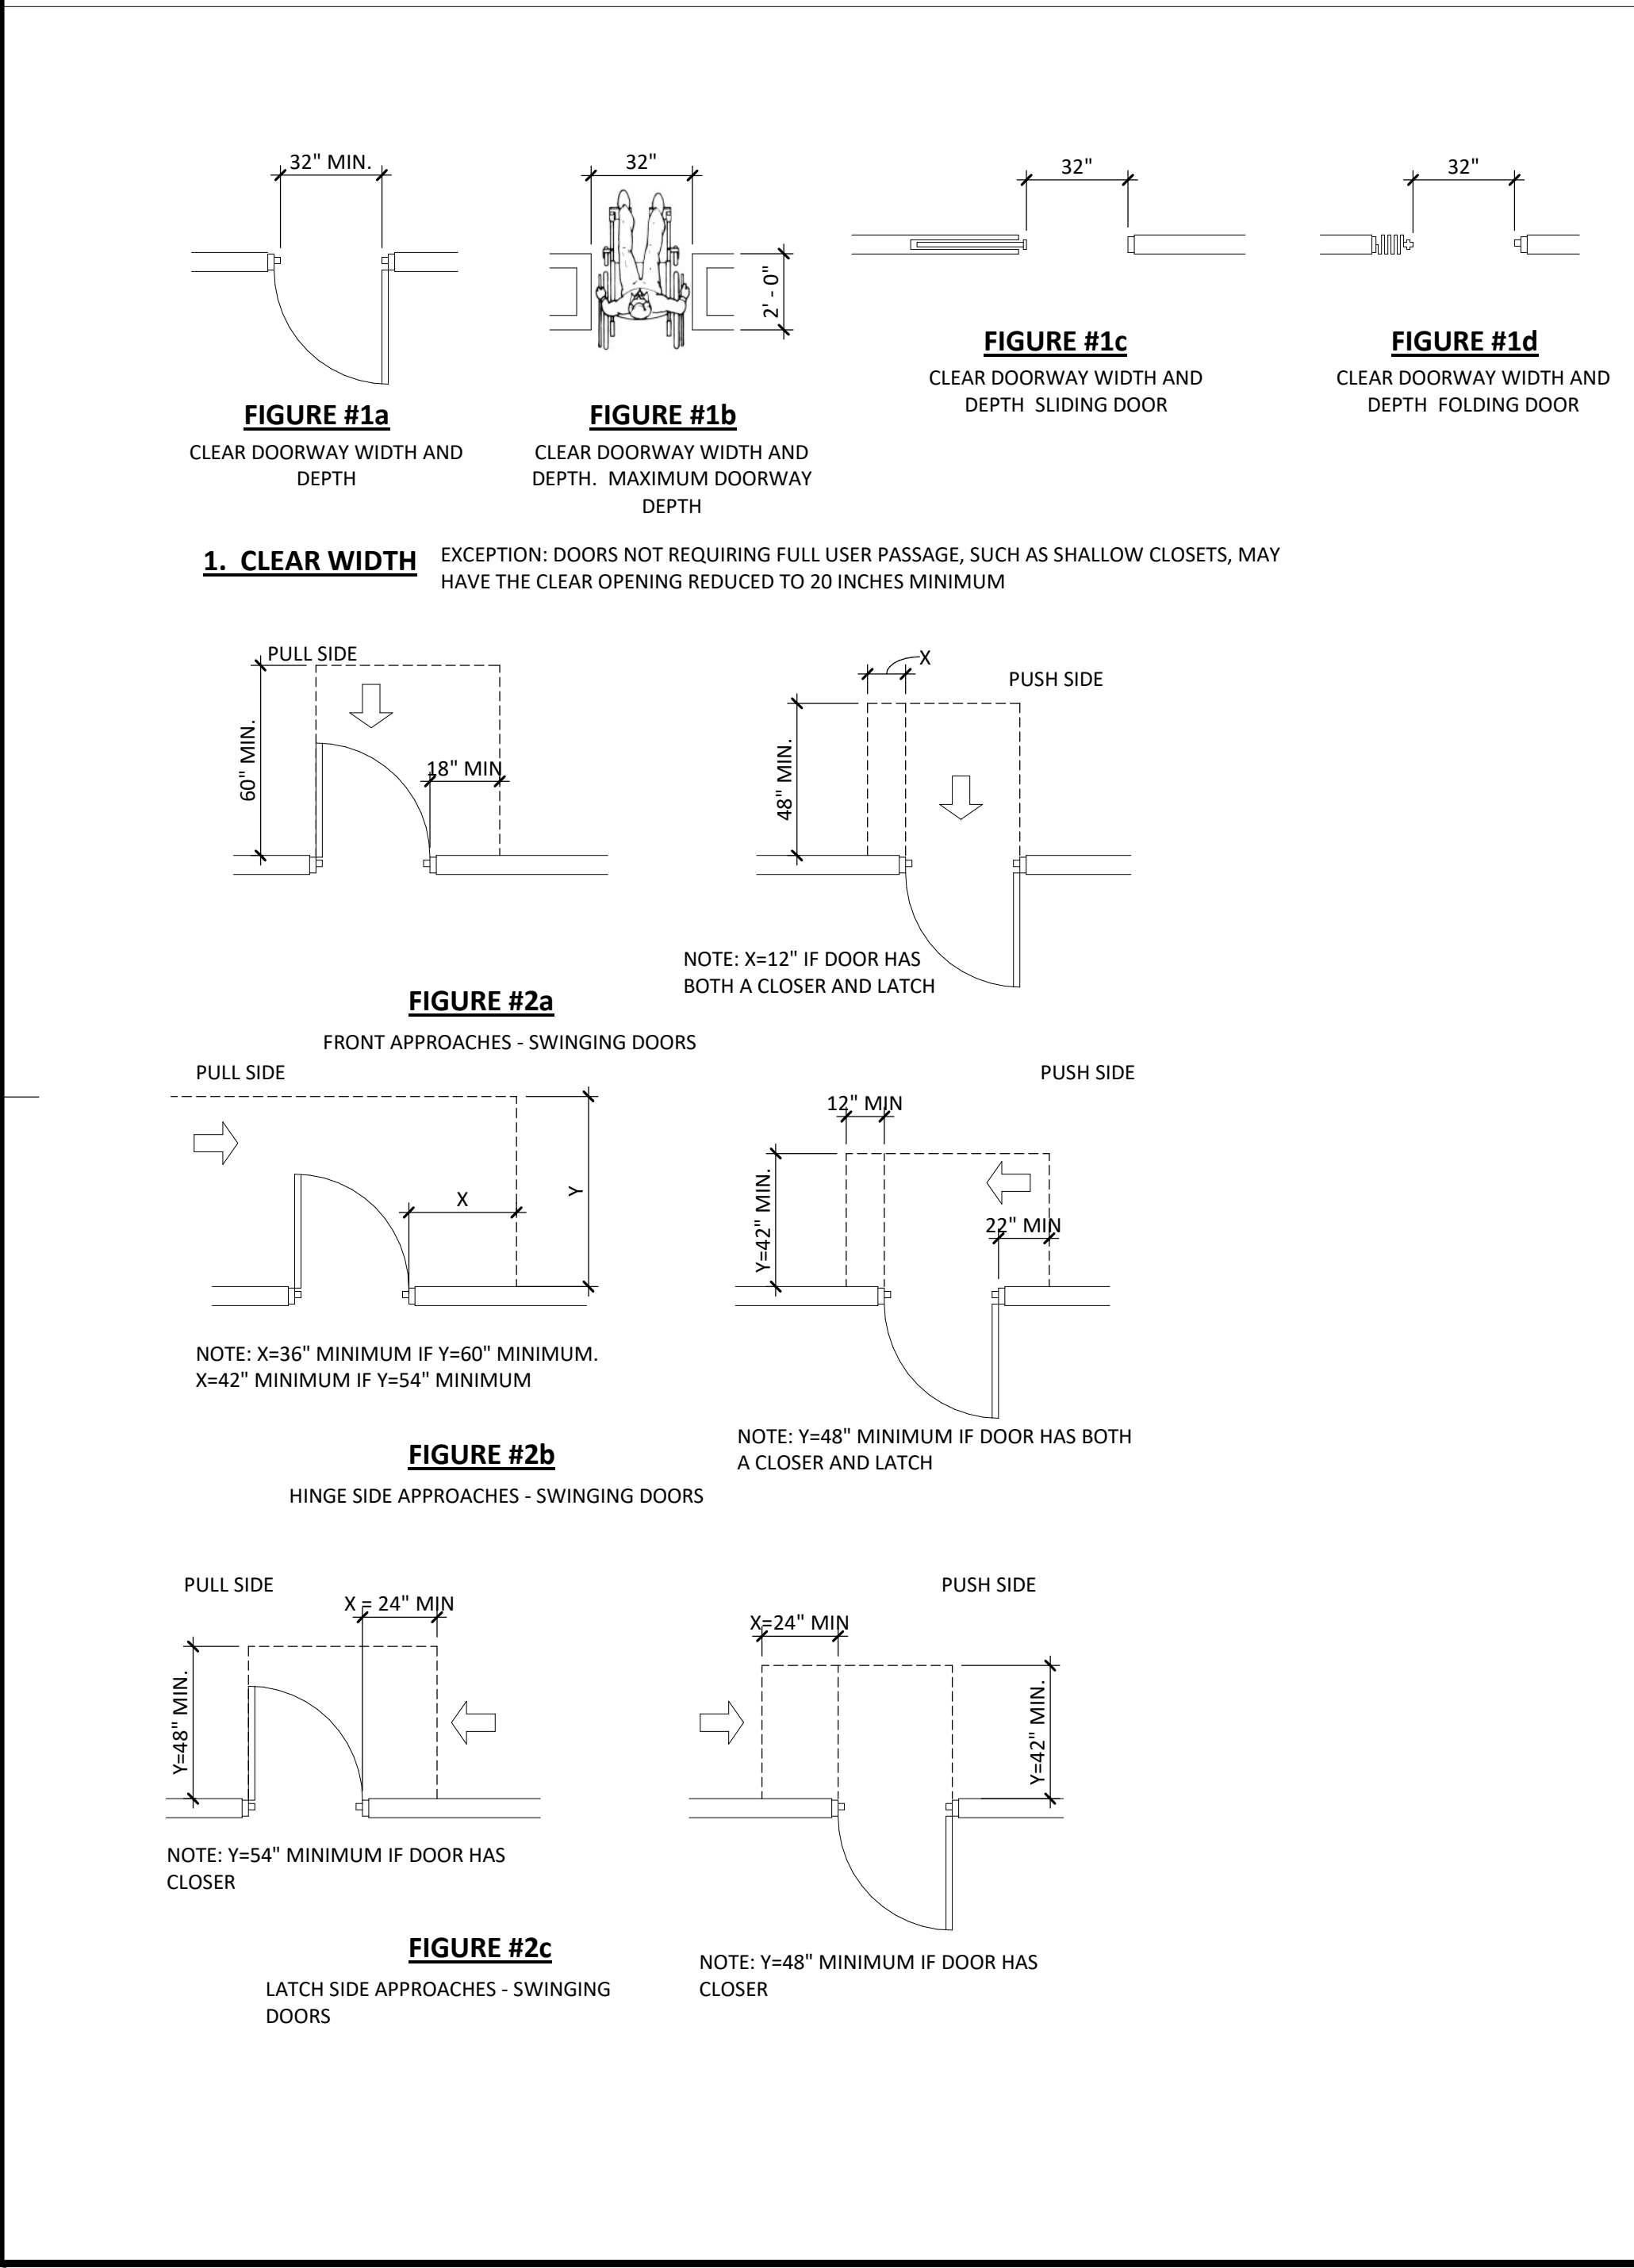 32" MIN.
32"
2' - 0"
32"
32"
FIGURE #1a
CLEAR DOORWAY WIDTH AND
DEPTH
FIGURE #1b
CLEAR DOORWAY WIDTH AND
DEPTH. MAXIMUM DOORWAY
DEPTH
FIGURE #1c
CLEAR DOORWAY WIDTH AND
DEPTH SLIDING DOOR
FIGURE #1d
CLEAR DOORWAY WIDTH AND
DEPTH FOLDING DOOR
1. CLEAR WIDTH
EXCEPTION: DOORS NOT REQUIRING FULL USER PASSAGE, SUCH AS SHALLOW CLOSETS, MAY
HAVE THE CLEAR OPENING REDUCED TO 20 INCHES MINIMUM
PULL SIDE
60" MIN.
18" MIN
X
PUSH SIDE
48" MIN.
NOTE: X=12" IF DOOR HAS
BOTH A CLOSER AND LATCH
FIGURE #2a
FRONT APPROACHES - SWINGING DOORS
PULL SIDE
X
Y
NOTE: X=36" MINIMUM IF Y=60" MINIMUM.
X=42" MINIMUM IF Y=54" MINIMUM
PUSH SIDE
12" MIN
Y=42" MIN.
22" MIN
NOTE: Y=48" MINIMUM IF DOOR HAS BOTH
A CLOSER AND LATCH
FIGURE #2b
HINGE SIDE APPROACHES - SWINGING DOORS
PULL SIDE
X = 24" MIN
Y=48" MIN.
NOTE: Y=54" MINIMUM IF DOOR HAS
CLOSER
PUSH SIDE
X=24" MIN
Y=42" MIN.
NOTE: Y=48" MINIMUM IF DOOR HAS
CLOSER
FIGURE #2c
LATCH SIDE APPROACHES - SWINGING
DOORS